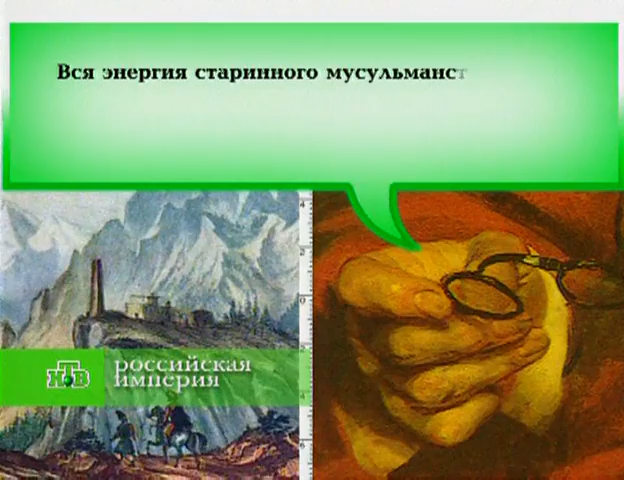 Вся энергия старинного мусульманст
НТВ
российская
империя